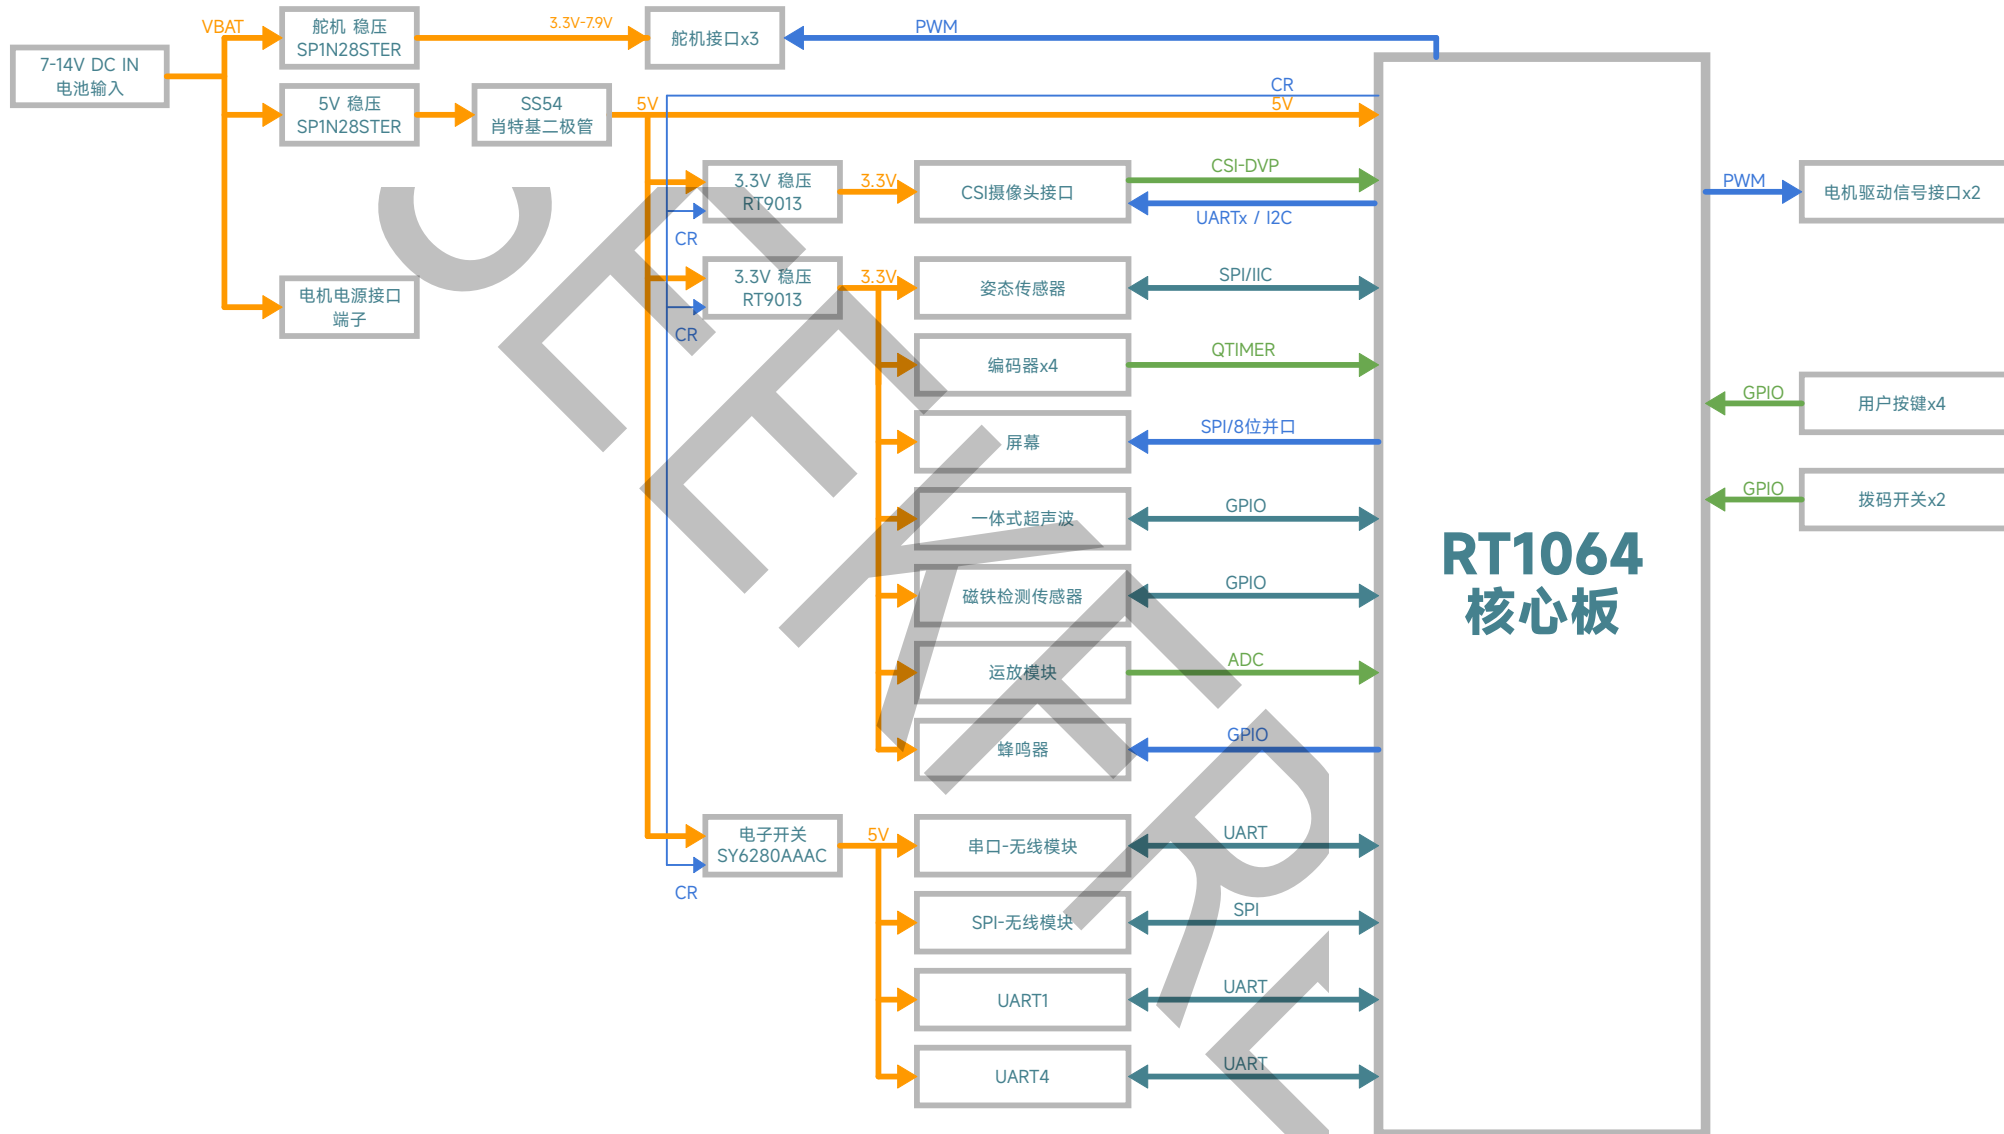 VBAT
舵机 稳压
SP1N28STER
3.3V-7.9V
舵机接口x3
PWM
7-14V DC IN
电池输入
5V 稳压
SP1N28STER
SS54
肖特基二极管
5V
CR
5V
3.3V 稳压
RT9013
3.3V
CSI摄像头接口
CSI-DVP
UARTx / I2C
PWM
电机驱动信号接口x2
CR
电机电源接口
端子
3.3V 稳压
RT9013
3.3V
姿态传感器
SPI/IIC
CR
编码器x4
QTIMER
GPIO
用户按键x4
屏幕
SPI/8位并口
GPIO
拨码开关x2
一体式超声波
GPIO
RT1064
核心板
磁铁检测传感器
GPIO
运放模块
ADC
蜂鸣器
GPIO
电子开关
SY6280AAAC
5V
串口-无线模块
UART
CR
SPI-无线模块
SPI
UART1
UART
UART4
UART